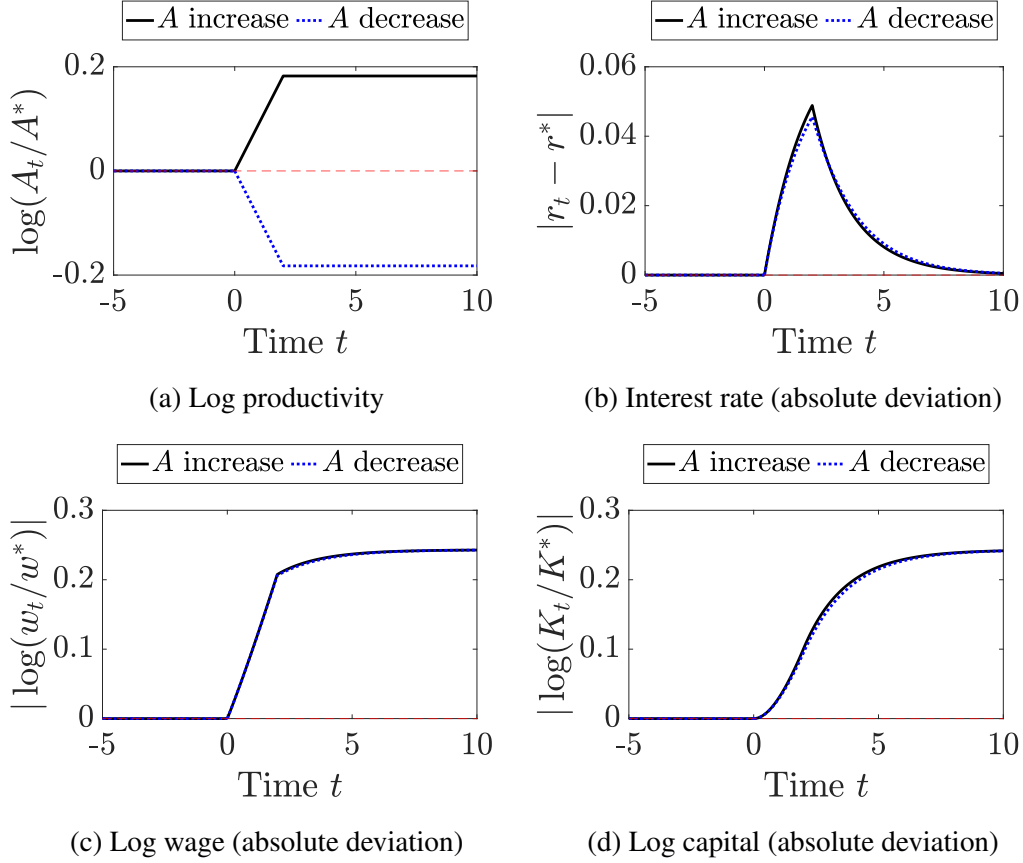 A increase A decrease
0.2
0
-0.2
log(A_t/A*)
-5 0 5 10
Time t
(a) Log productivity
A increase A decrease
0.06
0.04
0.02
0
|r_t − r*|
-5 0 5 10
Time t
(b) Interest rate (absolute deviation)
A increase A decrease
0.3
0.2
0.1
0
| log(w_t/w*)|
-5 0 5 10
Time t
(c) Log wage (absolute deviation)
A increase A decrease
0.3
0.2
0.1
0
| log(K_t/K*)|
-5 0 5 10
Time t
(d) Log capital (absolute deviation)